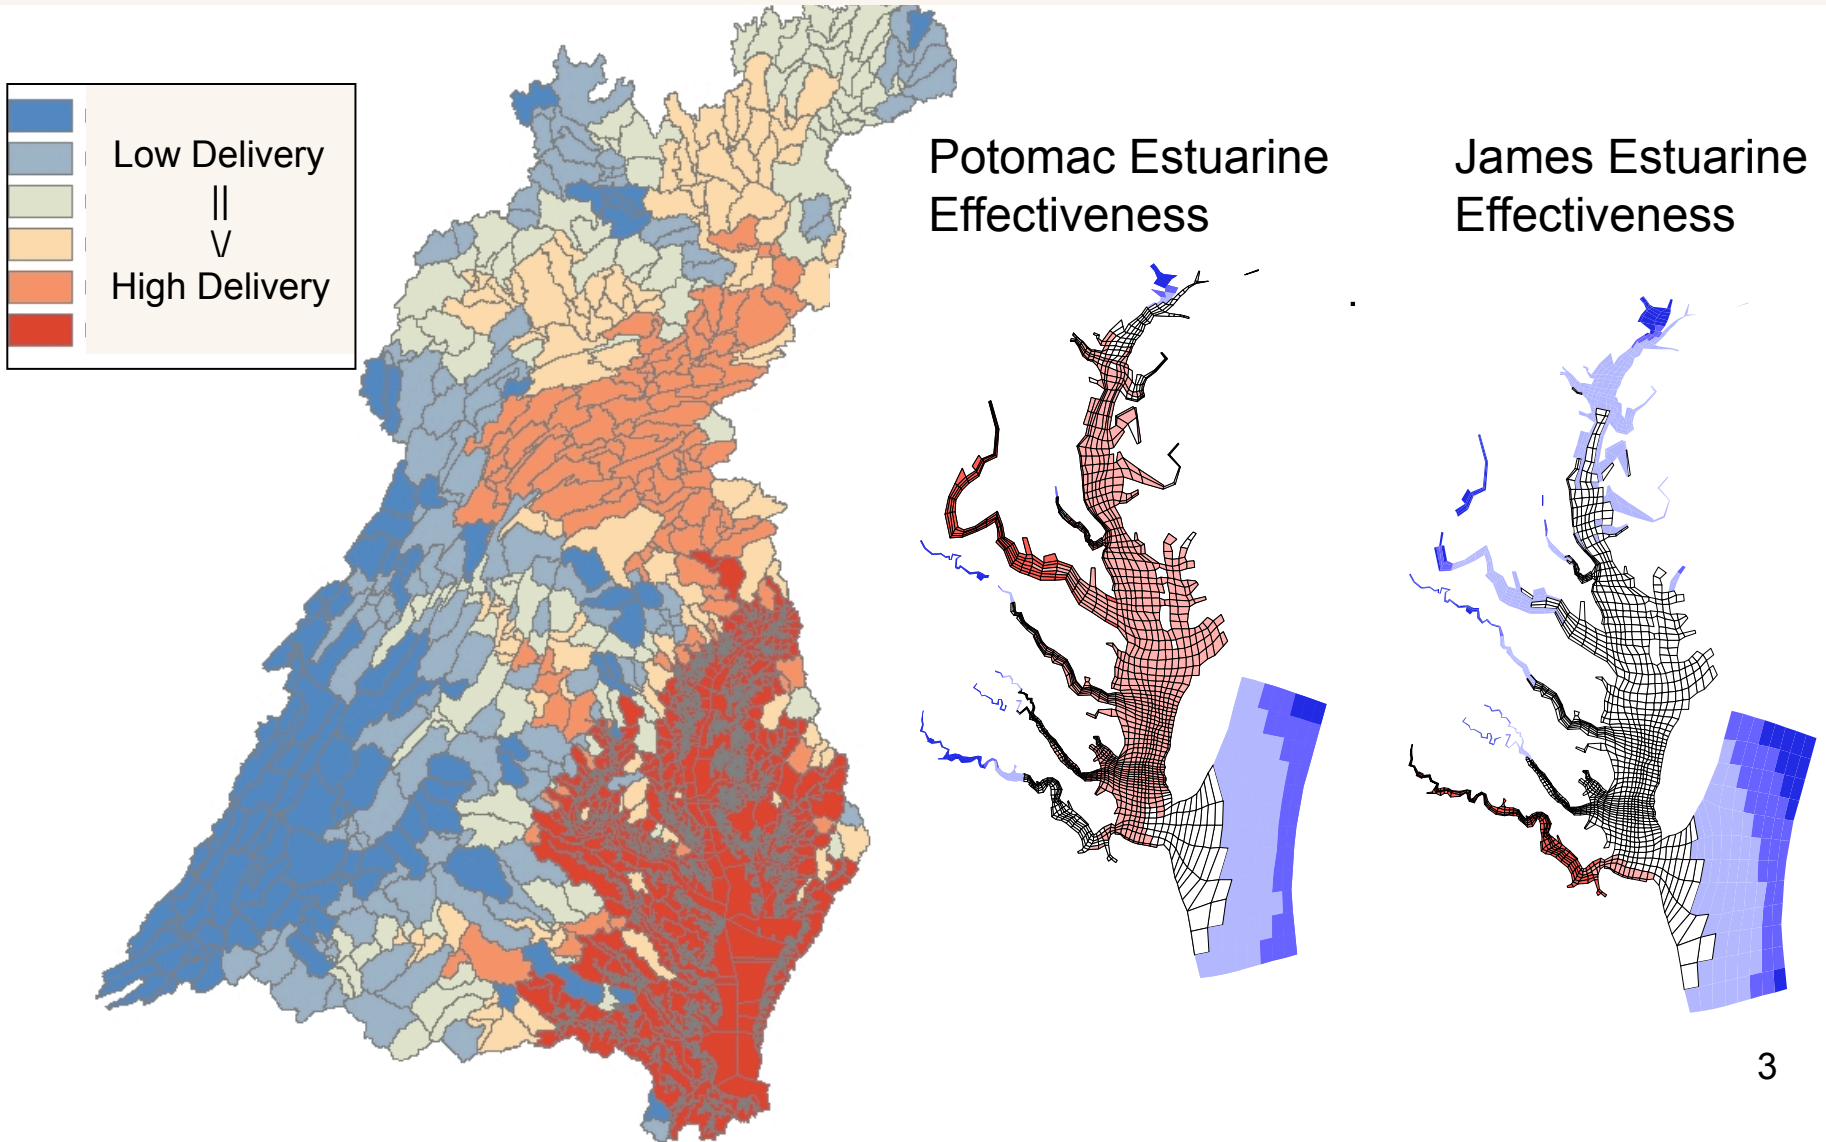 Low Delivery
||
\/
High Delivery
Potomac Estuarine
Effectiveness
James Estuarine
Effectiveness
.
3